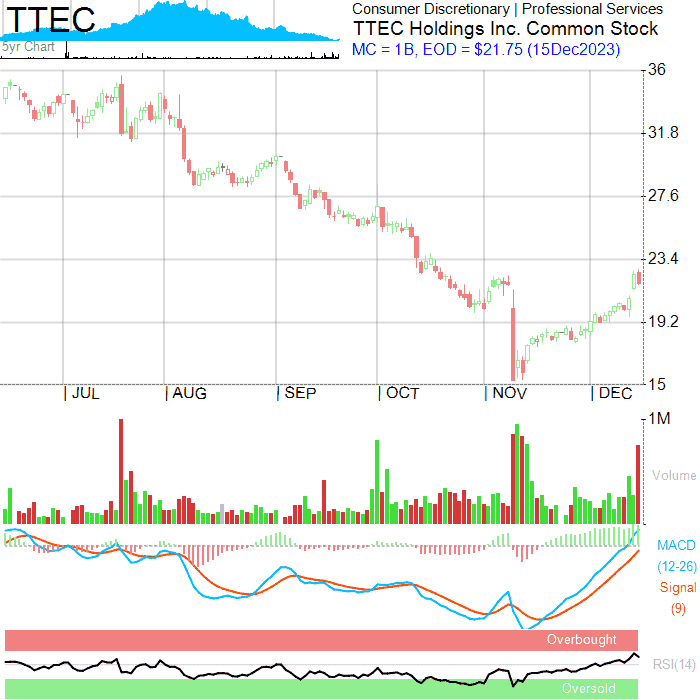 TTEC
5yr Chart
Consumer Discretionary | Professional Services
TTEC Holdings Inc. Common Stock
MC = 1B, EOD = $21.75 (15Dec2023)
36
31.8
27.6
23.4
19.2
15
| JUL | AUG | SEP | OCT | NOV | DEC
1M
Volume
MACD
(12-26)
Signal
(9)
Overbought
RSI(14)
Oversold